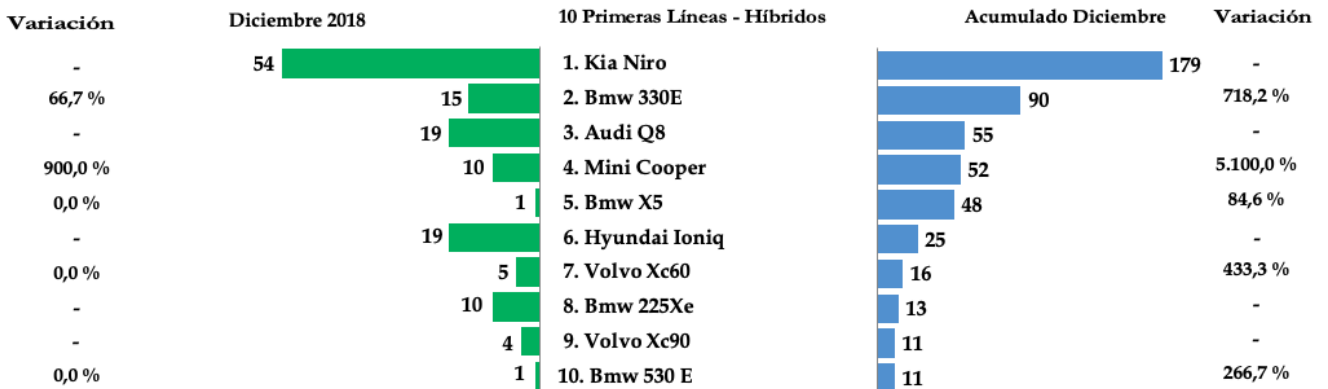 Variación Diciembre 2018 10 Primeras Líneas - Híbridos Acumulado Diciembre Variación
- 54 1. Kia Niro 179 -
66,7 % 15 2. Bmw 330E 90 718,2 %
- 19 3. Audi Q8 55 -
900,0 % 10 4. Mini Cooper 52 5.100,0 %
0,0 % 1 5. Bmw X5 48 84,6 %
- 19 6. Hyundai Ioniq 25 -
0,0 % 5 7. Volvo Xc60 16 433,3 %
- 10 8. Bmw 225Xe 13 -
- 4 9. Volvo Xc90 11 -
0,0 % 1 10. Bmw 530 E 11 266,7 %